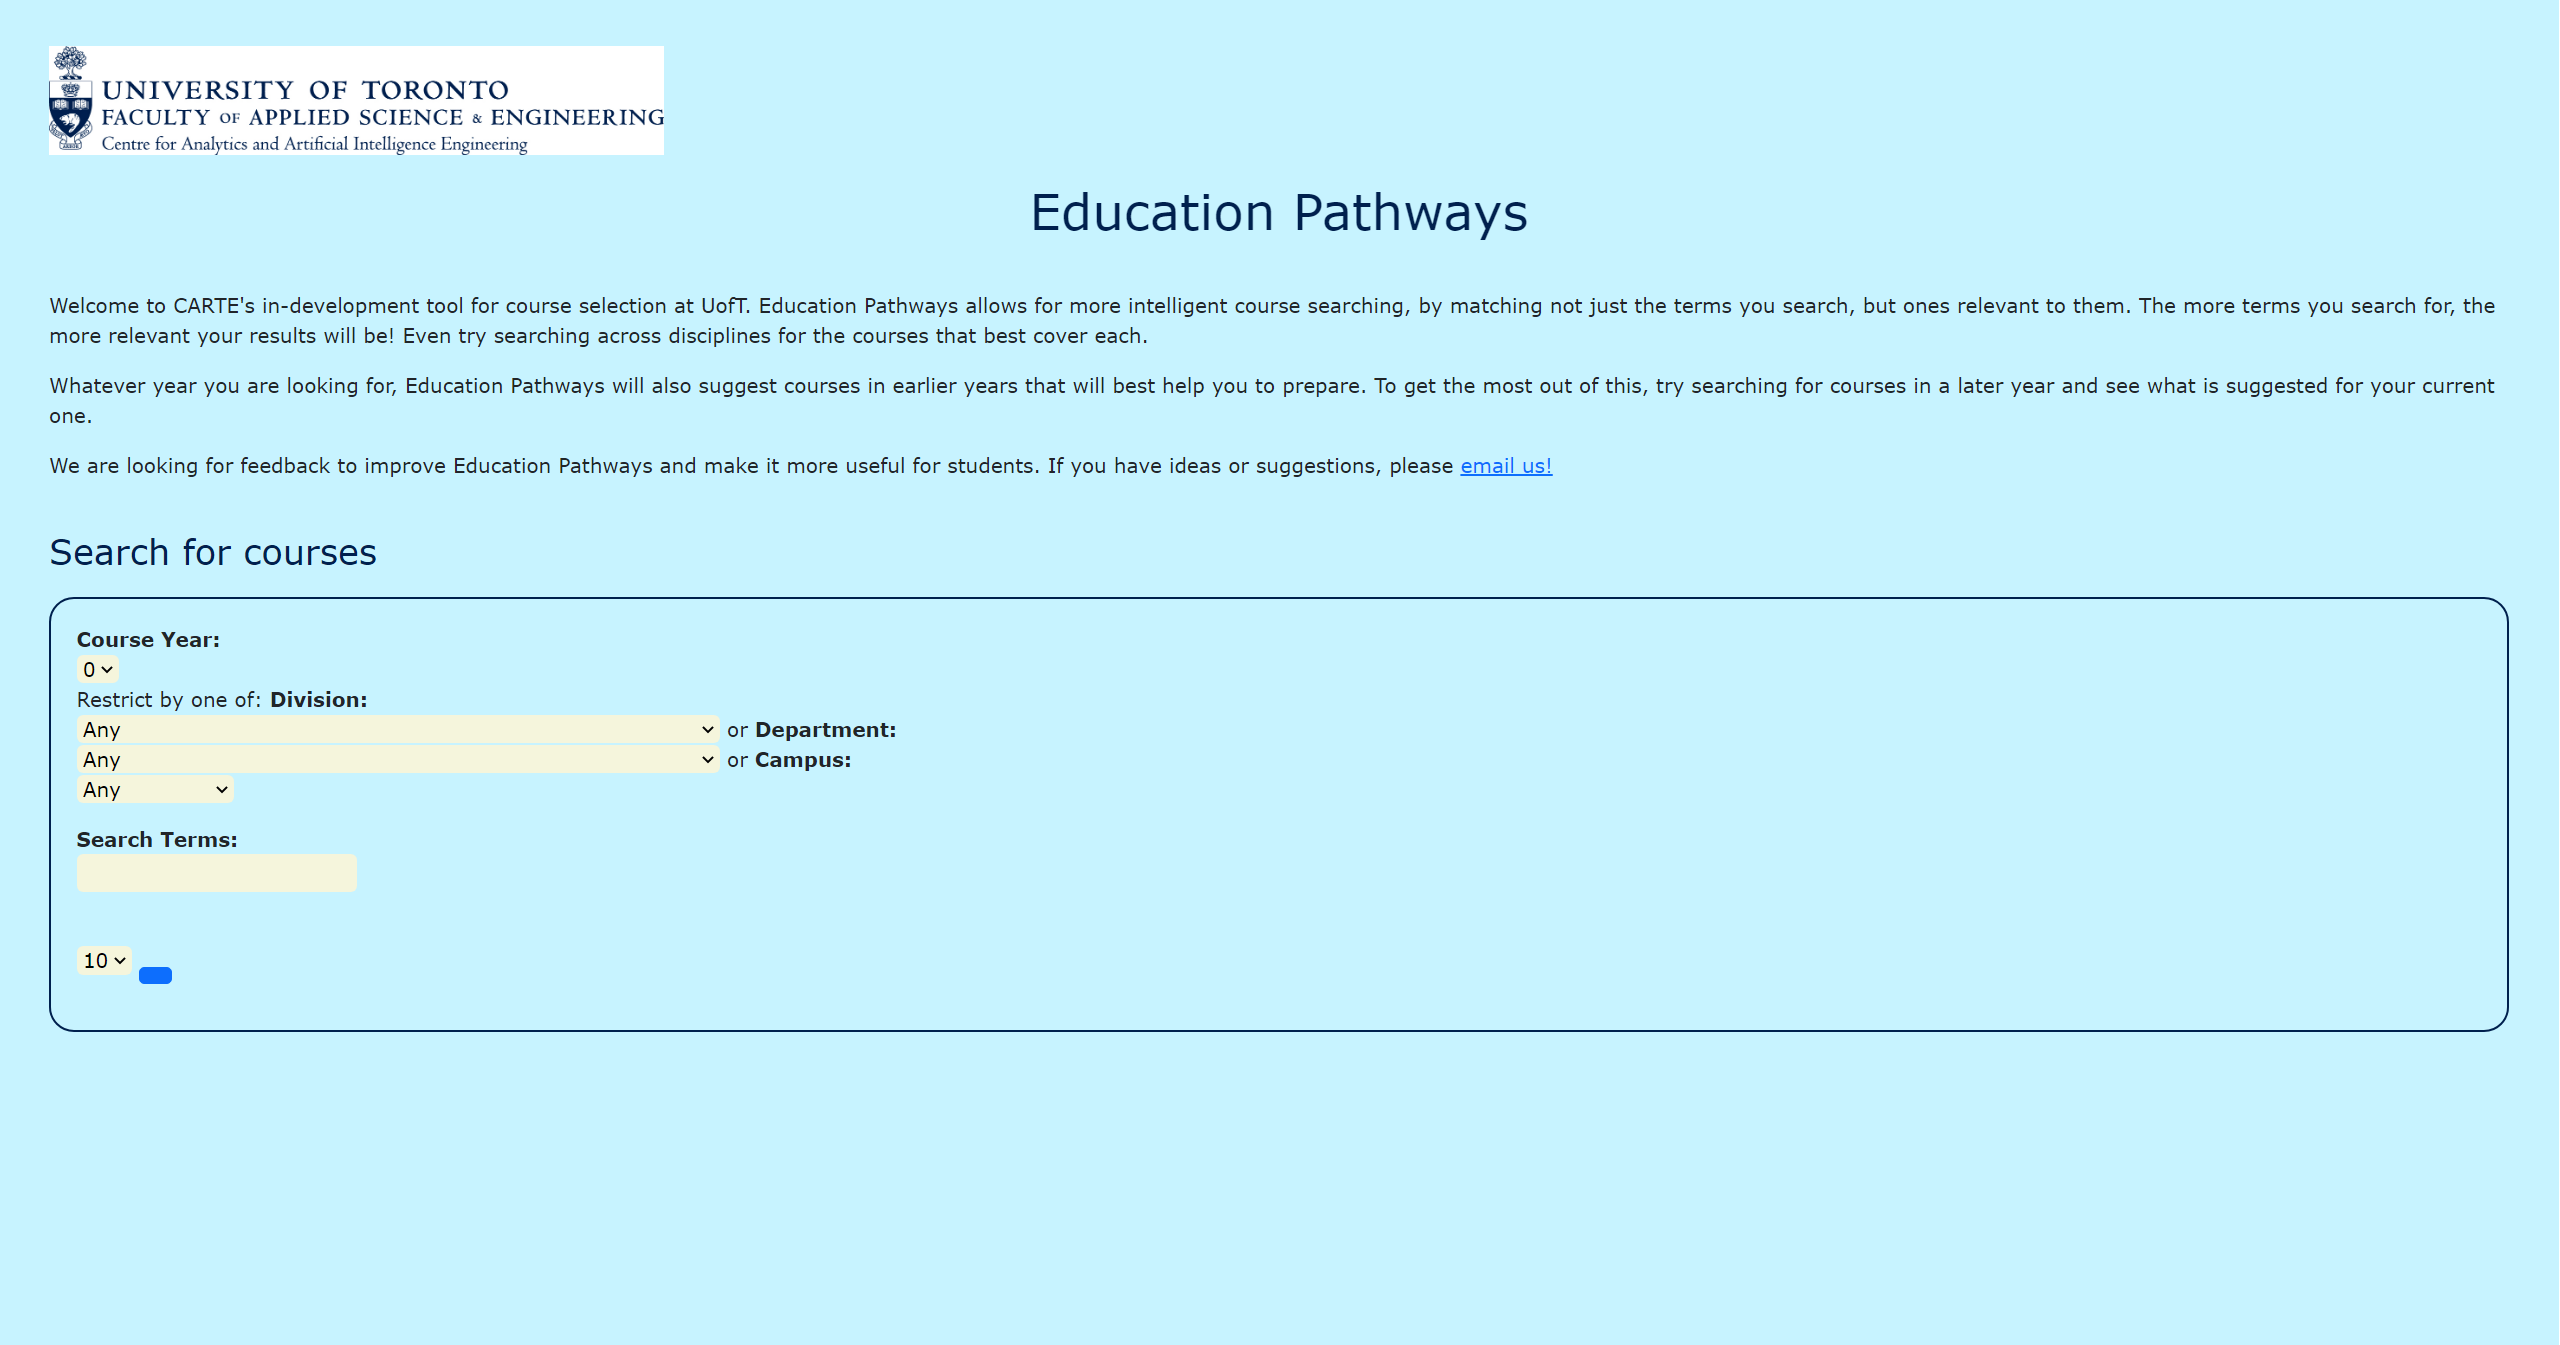 UNIVERSITY OF TORONTO
FACULTY OF APPLIED SCIENCE & ENGINEERING
Centre for Analytics and Artificial Intelligence Engineering
Education Pathways
Welcome to CARTE's in-development tool for course selection at UofT. Education Pathways allows for more intelligent course searching, by matching not just the terms you search, but ones relevant to them. The more terms you search for, the
more relevant your results will be! Even try searching across disciplines for the courses that best cover each.
Whatever year you are looking for, Education Pathways will also suggest courses in earlier years that will best help you to prepare. To get the most out of this, try searching for courses in a later year and see what is suggested for your current
one.
We are looking for feedback to improve Education Pathways and make it more useful for students. If you have ideas or suggestions, please email us!
Search for courses
Course Year:
0
Restrict by one of: Division:
Any or Department:
Any or Campus:
Any
Search Terms:
10